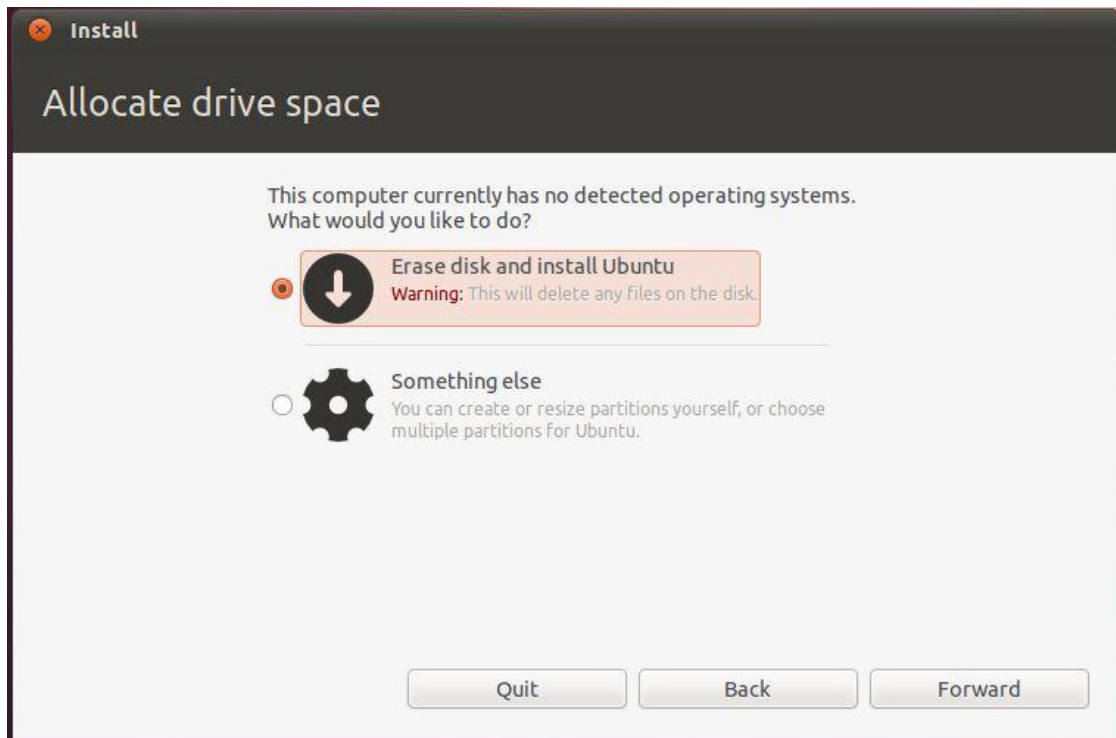 Install
Allocate drive space
This computer currently has no detected operating systems.
What would you like to do?
Erase disk and install Ubuntu
Warning: This will delete any files on the disk.
Something else
You can create or resize partitions yourself, or choose
multiple partitions for Ubuntu.
Quit Back Forward